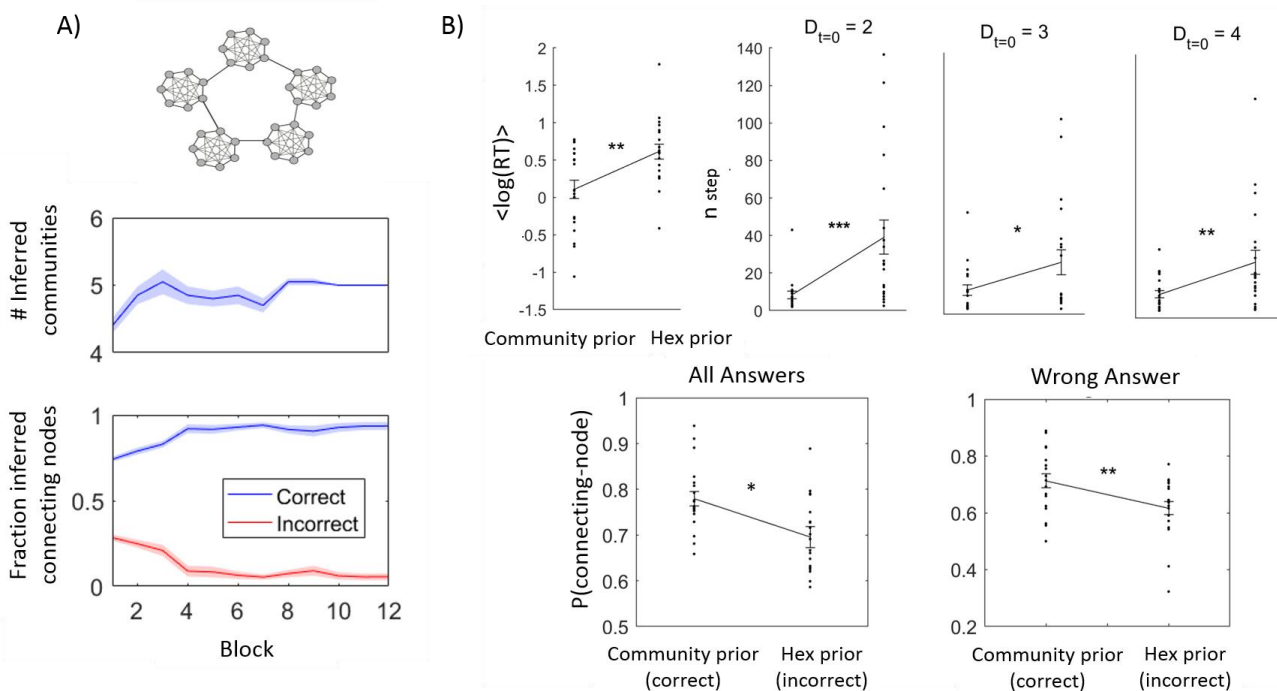 A)
# Inferred
communities
6
5
4
Fraction inferred
connecting nodes
1
0.5
0
Correct
Incorrect
2 4 6 8 10 12
Block
B)
<log(RT)>
2
1.5
1
0.5
0
-0.5
-1
-1.5
**
Community prior Hex prior
n step
D t=0 = 2
140
120
100
80
60
40
20
0
***
D t=0 = 3
*
D t=0 = 4
**
All Answers
P(connecting-node)
1
0.9
0.8
0.7
0.6
0.5
*
Community prior Hex prior
(correct) (incorrect)
Wrong Answer
1
0.8
0.6
0.4
0.2
**
Community prior Hex prior
(correct) (incorrect)